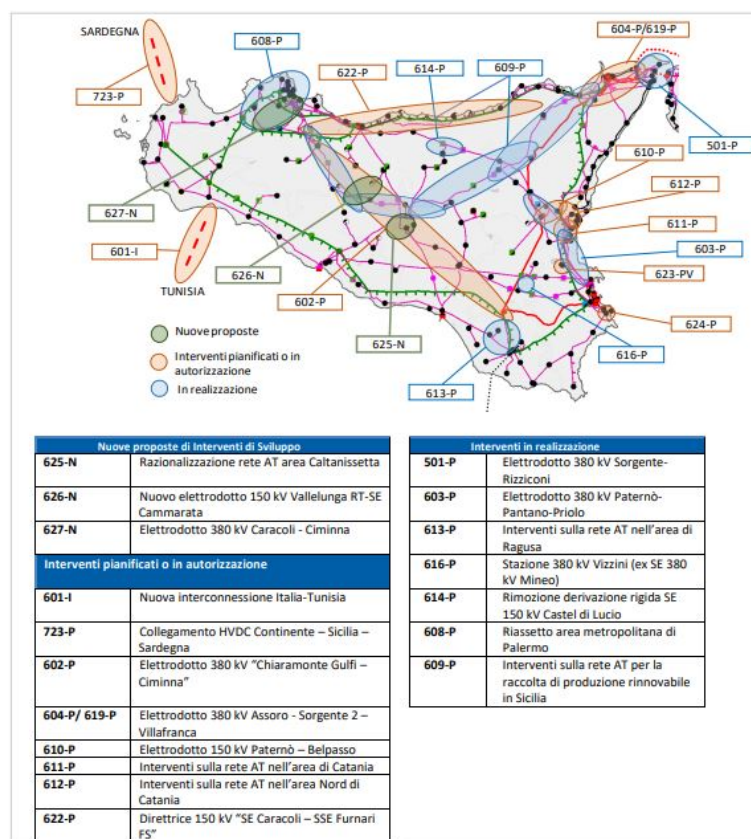 SARDEGNA
608-P
604-P/619-P
622-P
614-P
609-P
723-P
501-P
610-P
612-P
627-N
611-P
603-P
601-I
626-N
623-PV
TUNISIA
602-P
624-P
Nuove proposte
625-N
616-P
Interventi pianificati o in
autorizzazione
In realizzazione
613-P
Nuove proposte di Interventi di Sviluppo
625-N Razionalizzazione rete AT area Caltanissetta
626-N Nuovo elettrodotto 150 kV Vallelunga RT-SE
Cammarata
627-N Elettrodotto 380 kV Caracoli - Ciminna
Interventi pianificati o in autorizzazione
601-I Nuova interconnessione Italia-Tunisia
723-P Collegamento HVDC Continente – Sicilia –
Sardegna
602-P Elettrodotto 380 kV "Chiaramonte Gulfi –
Ciminna"
604-P/ 619-P Elettrodotto 380 kV Assoro - Sorgente 2 –
Villafranca
610-P Elettrodotto 150 kV Paternò – Belpasso
611-P Interventi sulla rete AT nell'area di Catania
612-P Interventi sulla rete AT nell'area Nord di
Catania
622-P Direttrice 150 kV "SE Caracoli – SSE Furnari
FS"
Interventi in realizzazione
501-P Elettrodotto 380 kV Sorgente-
Rizziconi
603-P Elettrodotto 380 kV Paternò-
Pantano-Priolo
613-P Interventi sulla rete AT nell'area di
Ragusa
616-P Stazione 380 kV Vizzini (ex SE 380
kV Mineo)
614-P Rimozione derivazione rigida SE
150 kV Castel di Lucio
608-P Riassetto area metropolitana di
Palermo
609-P Interventi sulla rete AT per la
raccolta di produzione rinnovabile
in Sicilia